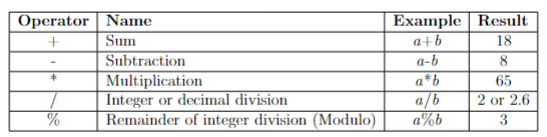 Operator Name Example Result
+ Sum a+b 18
- Subtraction a-b 8
* Multiplication a*b 65
/ Integer or decimal division a/b 2 or 2.6
% Remainder of integer division (Modulo) a%b 3